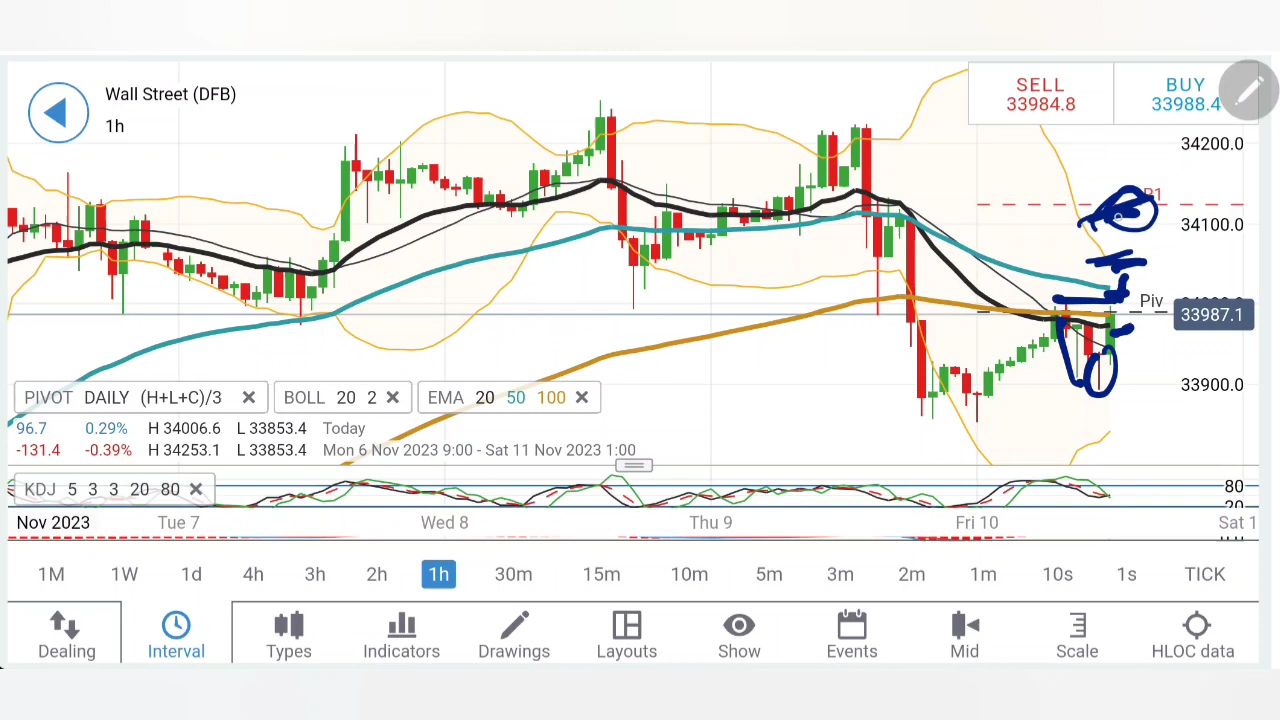 Wall Street (DFB)
1h
SELL
33984.8
BUY
33988.4
34200.0
34100.0
Piv
33987.1
33900.0
PIVOT DAILY (H+L+C)/3
BOLL 20 2
EMA 20 50 100
96.7 0.29% H 34006.6 L 33853.4 Today
-131.4 -0.39% H 34253.1 L 33853.4 Mon 6 Nov 2023 9:00 - Sat 11 Nov 2023 1:00
KDJ 5 3 3 20 80
80
20
Nov 2023 Tue 7 Wed 8 Thu 9 Fri 10 Sat 1
1M 1W 1d 4h 3h 2h 1h 30m 15m 10m 5m 3m 2m 1m 10s 1s TICK
Dealing Interval Types Indicators Drawings Layouts Show Events Mid Scale HLOC data